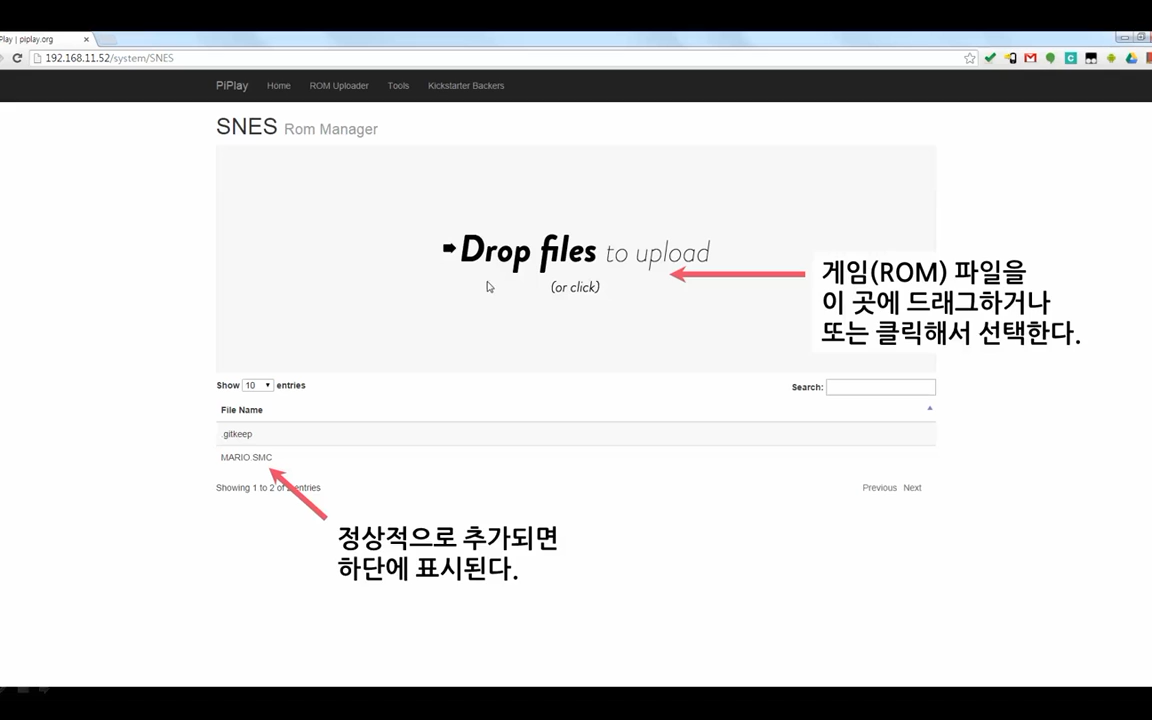 Play | piplay.org
192.168.11.52/system/SNES
PiPlay Home ROM Uploader Tools Kickstarter Backers
SNES Rom Manager
Drop files to upload
(or click)
게임(ROM) 파일을
이 곳에 드래그하거나
또는 클릭해서 선택한다.
Show 10 entries
Search:
File Name
.gitkeep
MARIO.SMC
Showing 1 to 2 of entries
Previous Next
정상적으로 추가되면
하단에 표시된다.